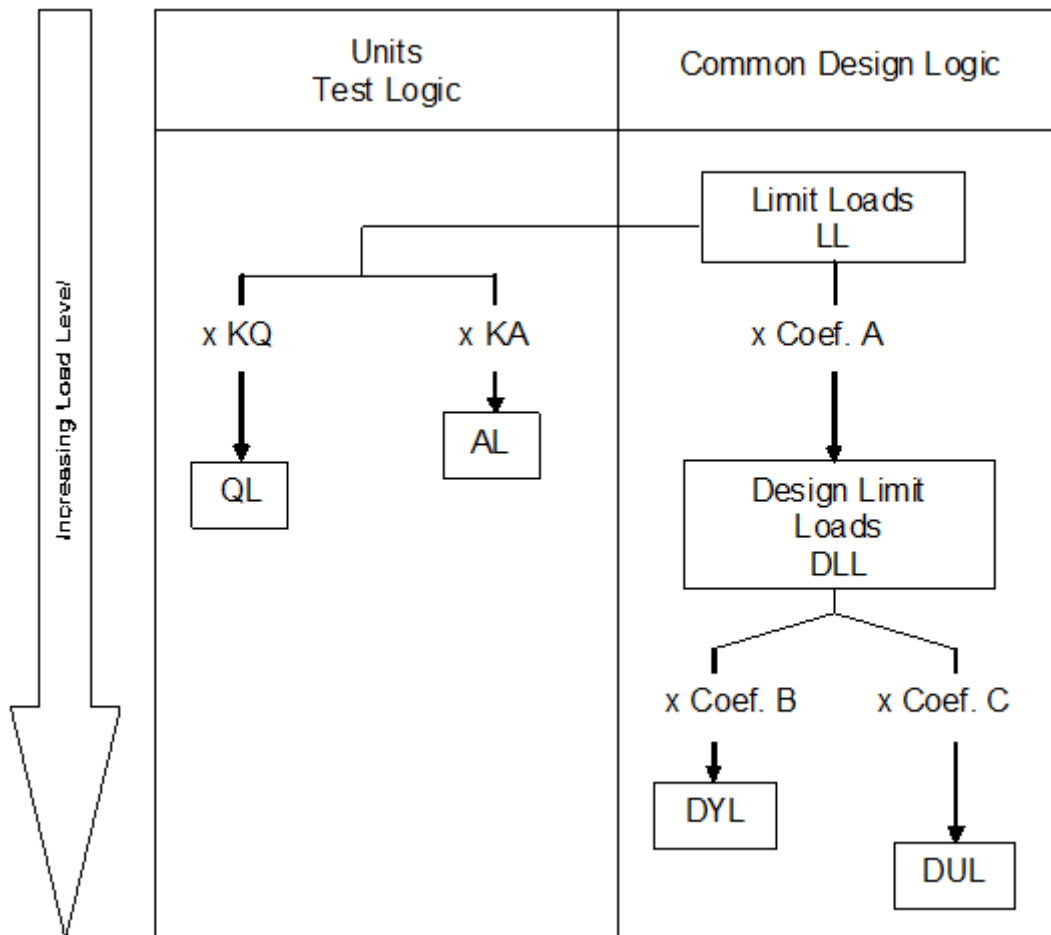 Units
Test Logic
Common Design Logic
Increasing Load Level
Limit Loads
LL
x KQ
x KA
x Coef. A
AL
QL
Design Limit
Loads
DLL
x Coef. B
x Coef. C
DYL
DUL